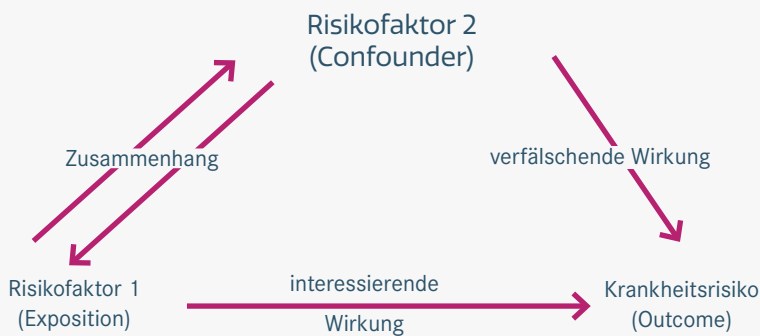 Risikofaktor 2
(Confounder)
Zusammenhang
verfälschende Wirkung
Risikofaktor 1
(Exposition)
interessierende
Wirkung
Krankheitsrisiko
(Outcome)